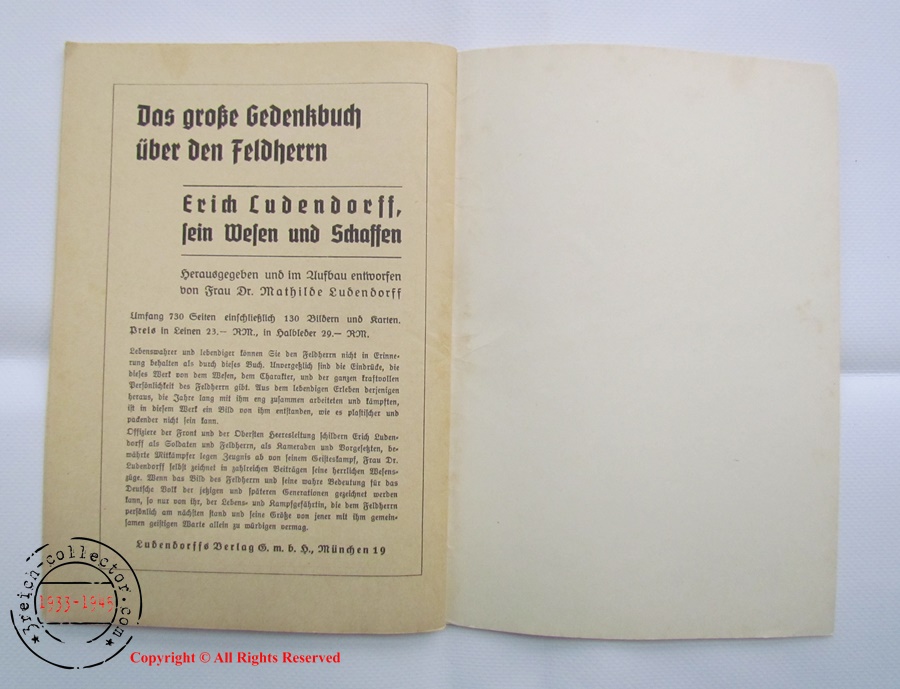 Das große Gedenkbuch
über den Feldherrn
Erich Ludendorff,
sein Wesen und Schaffen
Herausgegeben und im Aufbau entworfen
von Frau Dr. Mathilde Ludendorff
Umfang 730 Seiten einschließlich 130 Bildern und Karten.
Preis in Leinen 23.— RM., in Halbleder 29.— RM.
Lebenswahrer und lebendiger können Sie den Feldherrn nicht in Erinne-
rung behalten als durch dieses Buch. Unvergeßlich sind die Eindrücke, die
dieses Werk von dem Wesen, dem Charakter, und der ganzen kraftvollen
Persönlichkeit des Feldherrn gibt. Aus dem lebendigen Erleben derjenigen
heraus, die Jahre lang mit ihm eng zusammen arbeiteten und kämpften,
ist in diesem Werk ein Bild von ihm entstanden, wie es plastischer und
packender nicht sein kann.
Offiziere der Front und der Obersten Heeresleitung schildern Erich Luden-
dorff als Soldaten und Feldherrn, als Kameraden und Vorgesetzten, be-
währte Mitkämpfer legen Zeugnis ab von seinem Geisteskampf, Frau Dr.
Ludendorff selbst zeichnet in zahlreichen Beiträgen seine herrlichen Wesens-
züge. Wenn das Bild des Feldherrn und seine wahre Bedeutung für das
Deutsche Volk der jetzigen und späteren Generationen gezeichnet werden
kann, so nur von ihr, der Lebens- und Kampfgefährtin, die dem Feldherrn
persönlich am nächsten stand und seine Größe von jener mit ihm gemein-
samen geistigen Warte allein zu würdigen vermag.
Ludendorffs Verlag G. m. b. H., München 19
3reich-collector.com
1933-1945
Copyright © All Rights Reserved